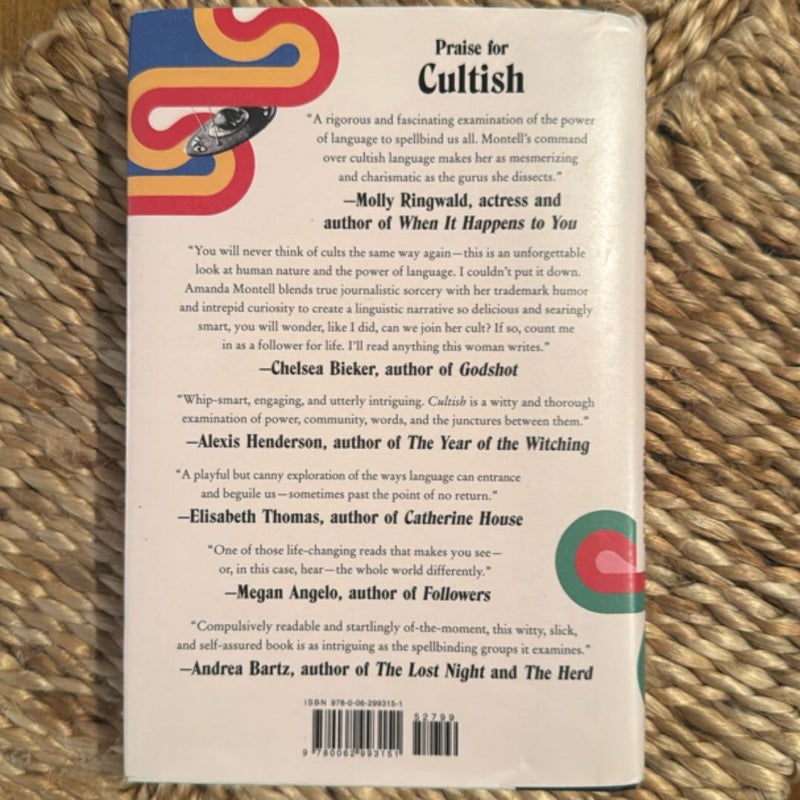 Praise for
Cultish
“A rigorous and fascinating examination of the power
of language to spellbind us all. Montell’s command
over cultish language makes her as mesmerizing
and charismatic as the gurus she dissects.”
—Molly Ringwald, actress and
author of When It Happens to You
“You will never think of cults the same way again—this is an unforgettable
look at human nature and the power of language. I couldn’t put it down.
Amanda Montell blends true journalistic sorcery with her trademark humor
and intrepid curiosity to create a linguistic narrative so delicious and searingly
smart, you will wonder, like I did, can we join her cult? If so, count me
in as a follower for life. I’ll read anything this woman writes.”
—Chelsea Bieker, author of Godshot
“Whip-smart, engaging, and utterly intriguing. Cultish is a witty and thorough
examination of power, community, words, and the junctures between them.”
—Alexis Henderson, author of The Year of the Witching
“A playful but canny exploration of the ways language can entrance
and beguile us—sometimes past the point of no return.”
—Elisabeth Thomas, author of Catherine House
“One of those life-changing reads that makes you see—
or, in this case, hear—the whole world differently.”
—Megan Angelo, author of Followers
“Compulsively readable and startlingly of-the-moment, this witty, slick,
and self-assured book is as intriguing as the spellbinding groups it examines.”
—Andrea Bartz, author of The Lost Night and The Herd
ISBN 978-0-06-299315-1
52799
9 780062 993151